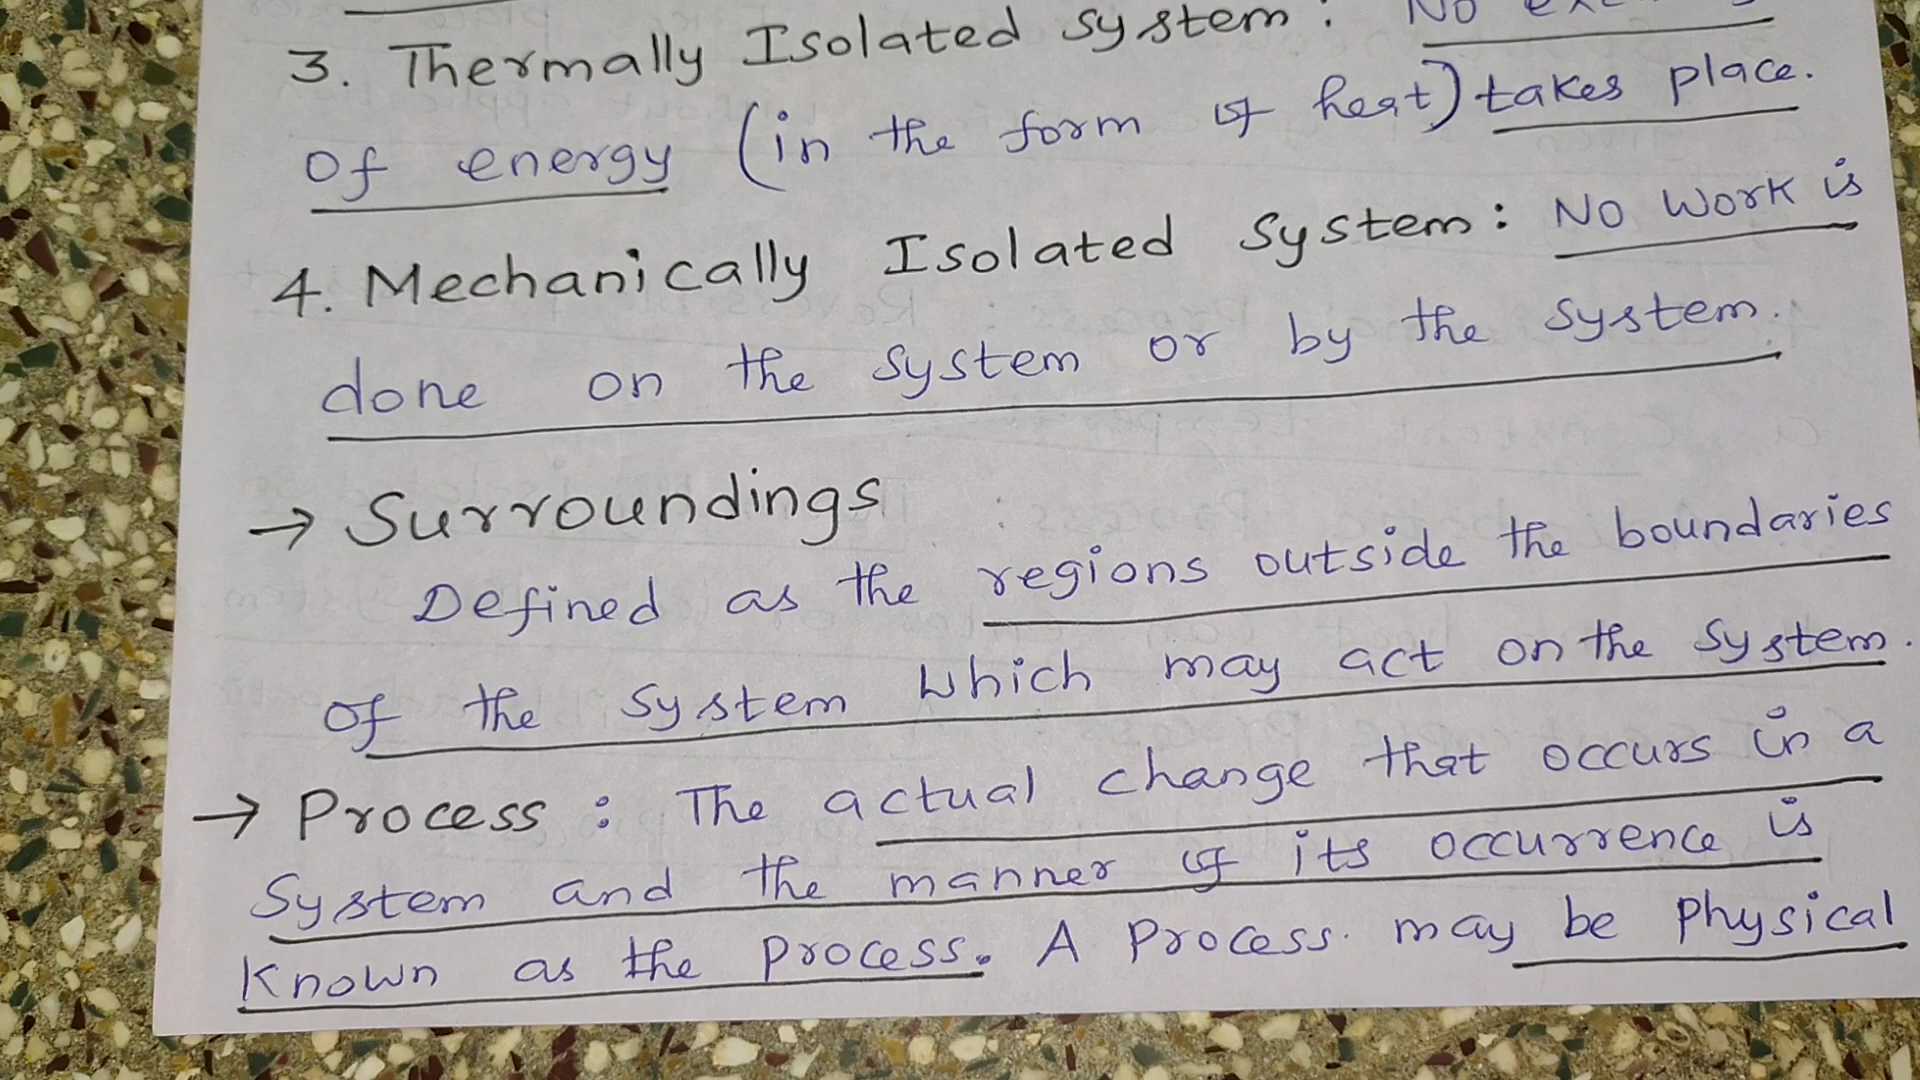 3. Thermally Isolated system : No
of energy (in the form of heat) takes place.
4. Mechanically Isolated system : No work is
done on the system or by the system.
→ Surroundings
Defined as the regions outside the boundaries
of the system which may act on the system.
→ Process : The actual change that occurs in a
system and the manner of its occurrence is
known as the process. A process may be physical